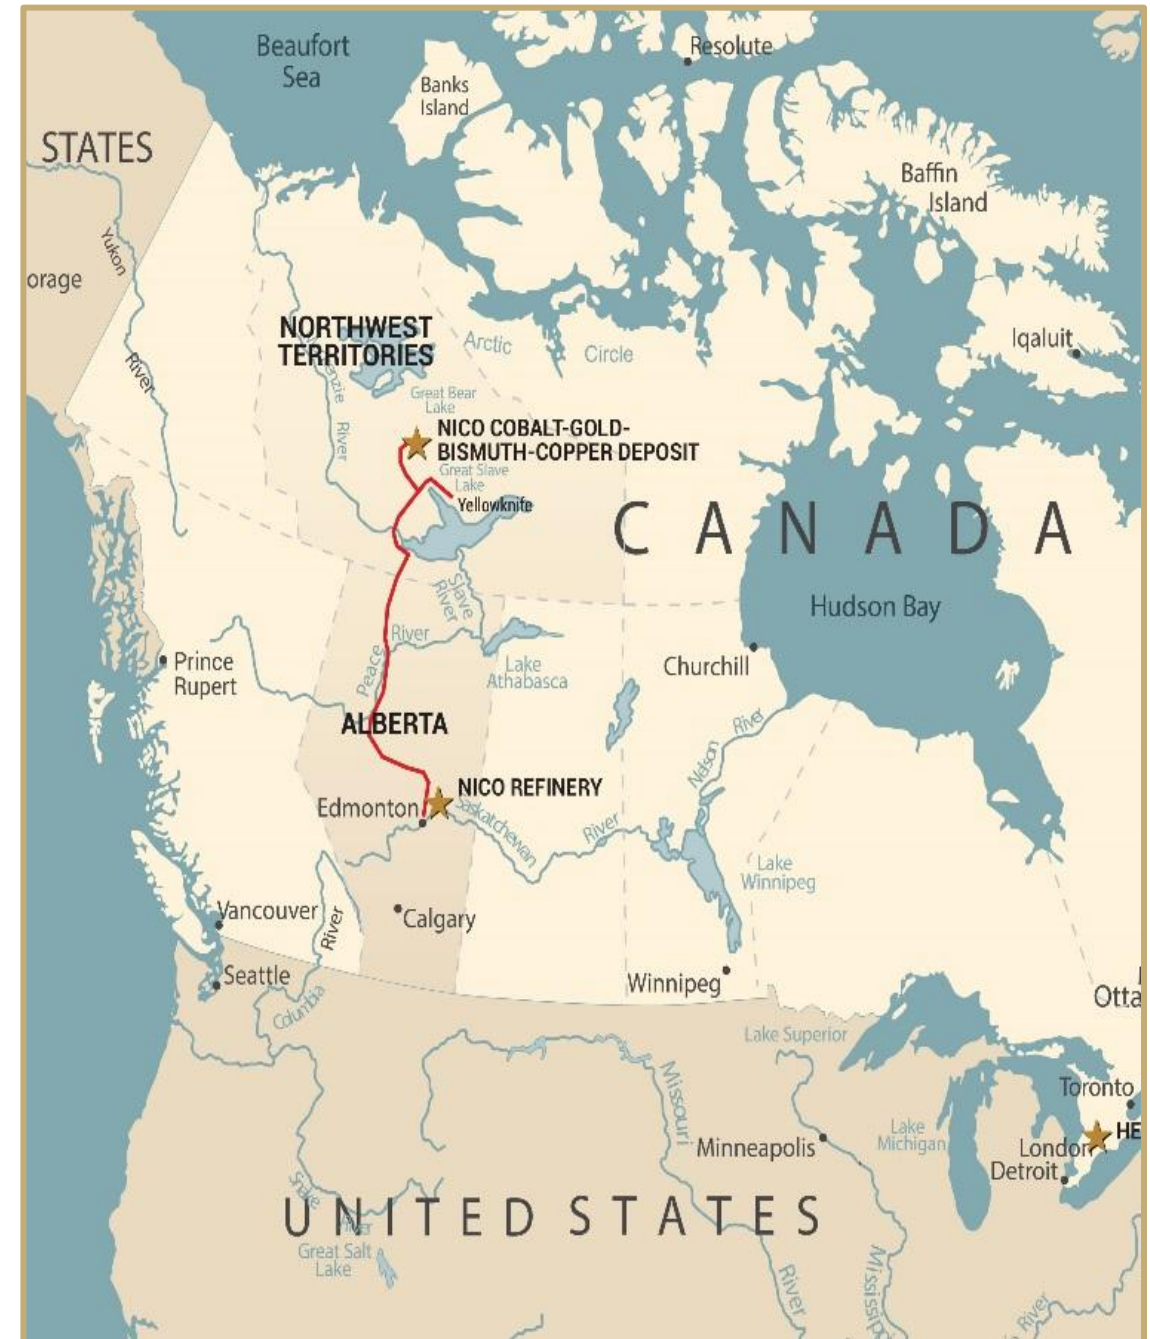 Beaufort
Sea
Resolute
Banks
Island
STATES
Baffin
Island
Yukon
orage
NORTHWEST
TERRITORIES
Arctic
Circle
Iqaluit
River
enzie
River
Great Bear
Lake
NICO COBALT-GOLD-
BISMUTH-COPPER DEPOSIT
Great Slave
Lake
Yellowknife
CANADA
Slave
River
Hudson Bay
River
Peace
Prince
Rupert
Lake
Athabasca
Churchill
ALBERTA
Nelson
River
NICO REFINERY
Edmonton
Saskatchewan
River
Lake
Winnipeg
Vancouver
River
Calgary
Seattle
Columbia
Winnipeg
Otta
Lake Superior
Missouri
Toronto
Lake
Michigan
Minneapolis
HE
London
Detroit
Snake
River
UNITED STATES
Great Salt
Lake
River
Mississipp
River